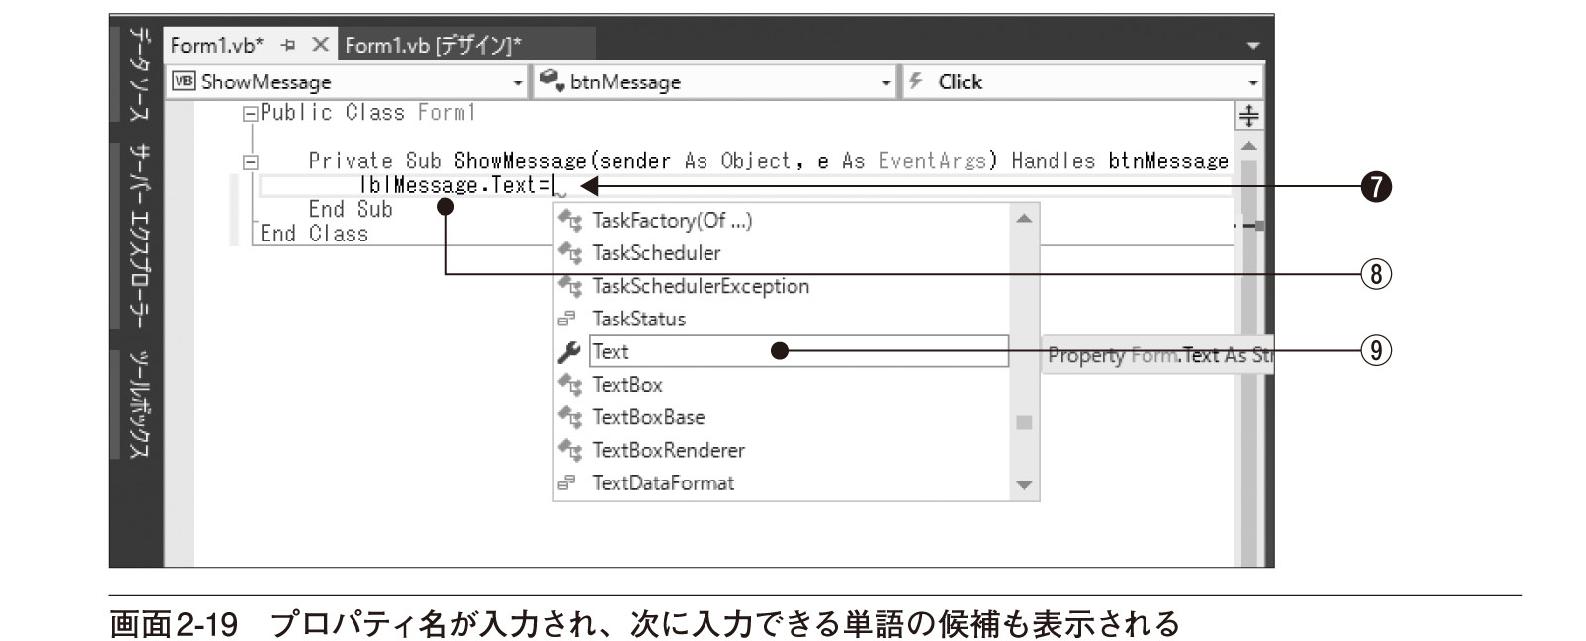 データ ソース
サーバー エクスプローラー
ツールボックス
Form1.vb*
Form1.vb [デザイン]*
VB ShowMessage
btnMessage
Click
Public Class Form1
Private Sub ShowMessage(sender As Object, e As EventArgs) Handles btnMessage
lblMessage.Text=
End Sub
End Class
TaskFactory(Of ...)
TaskScheduler
TaskSchedulerException
TaskStatus
Text
Property Form.Text As Str
TextBox
TextBoxBase
TextBoxRenderer
TextDataFormat
❼
⑧
⑨
画面2-19 プロパティ名が入力され、次に入力できる単語の候補も表示される